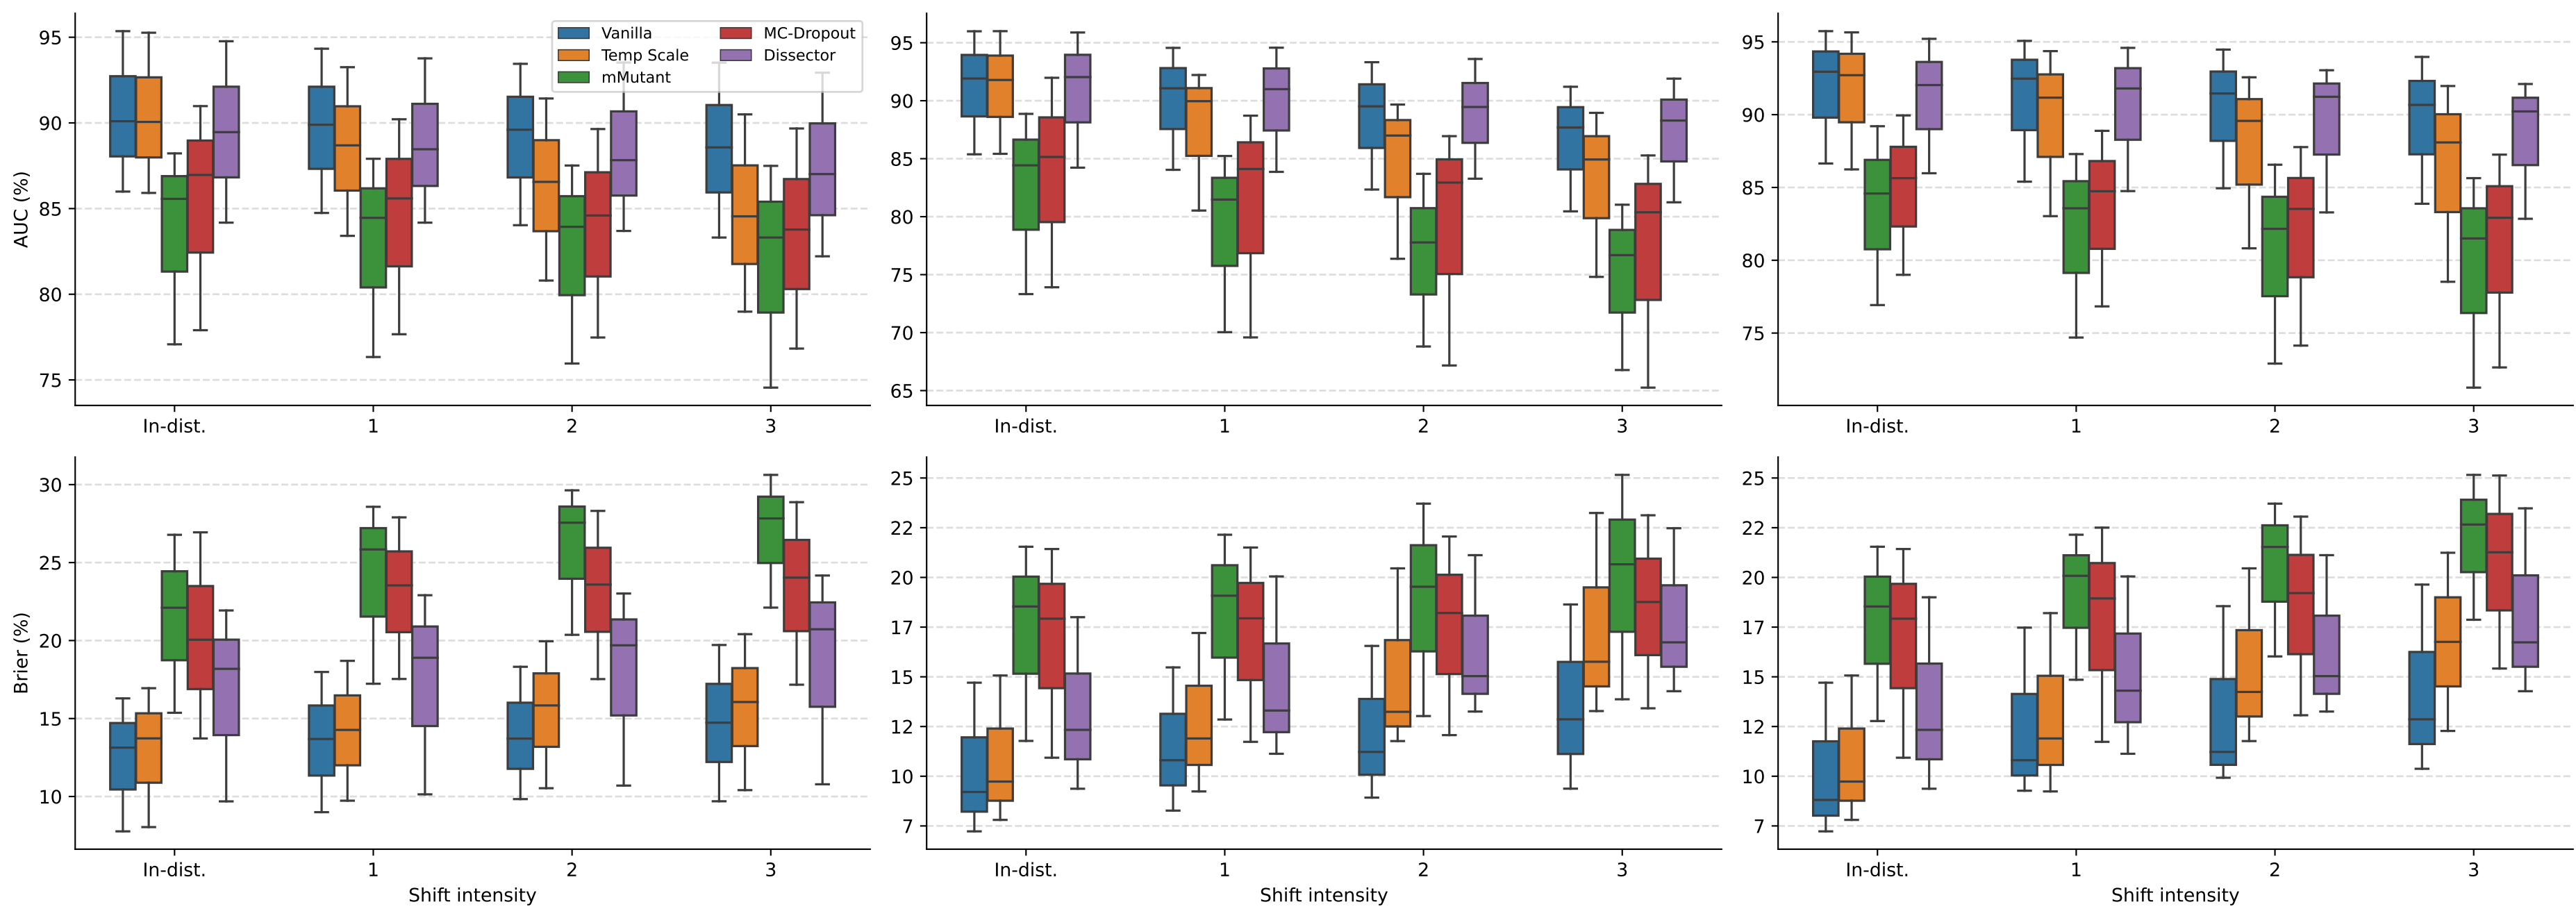 AUC (%)
95
90
85
80
75
Vanilla
Temp Scale
mMutant
MC-Dropout
Dissector
In-dist. 1 2 3
95
90
85
80
75
70
65
In-dist. 1 2 3
95
90
85
80
75
In-dist. 1 2 3
Brier (%)
30
25
20
15
10
In-dist. 1 2 3
Shift intensity
25
22
20
17
15
12
10
7
In-dist. 1 2 3
Shift intensity
25
22
20
17
15
12
10
7
In-dist. 1 2 3
Shift intensity